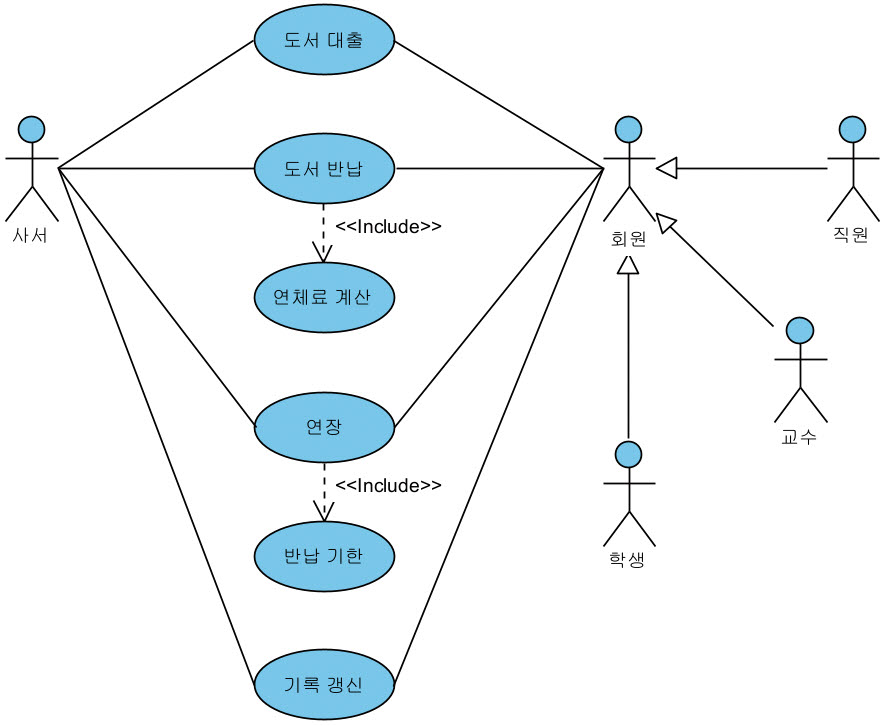 도서 대출
도서 반납
<<Include>>
사서
회원
직원
연체료 계산
연장
교수
<<Include>>
반납 기한
학생
기록 갱신